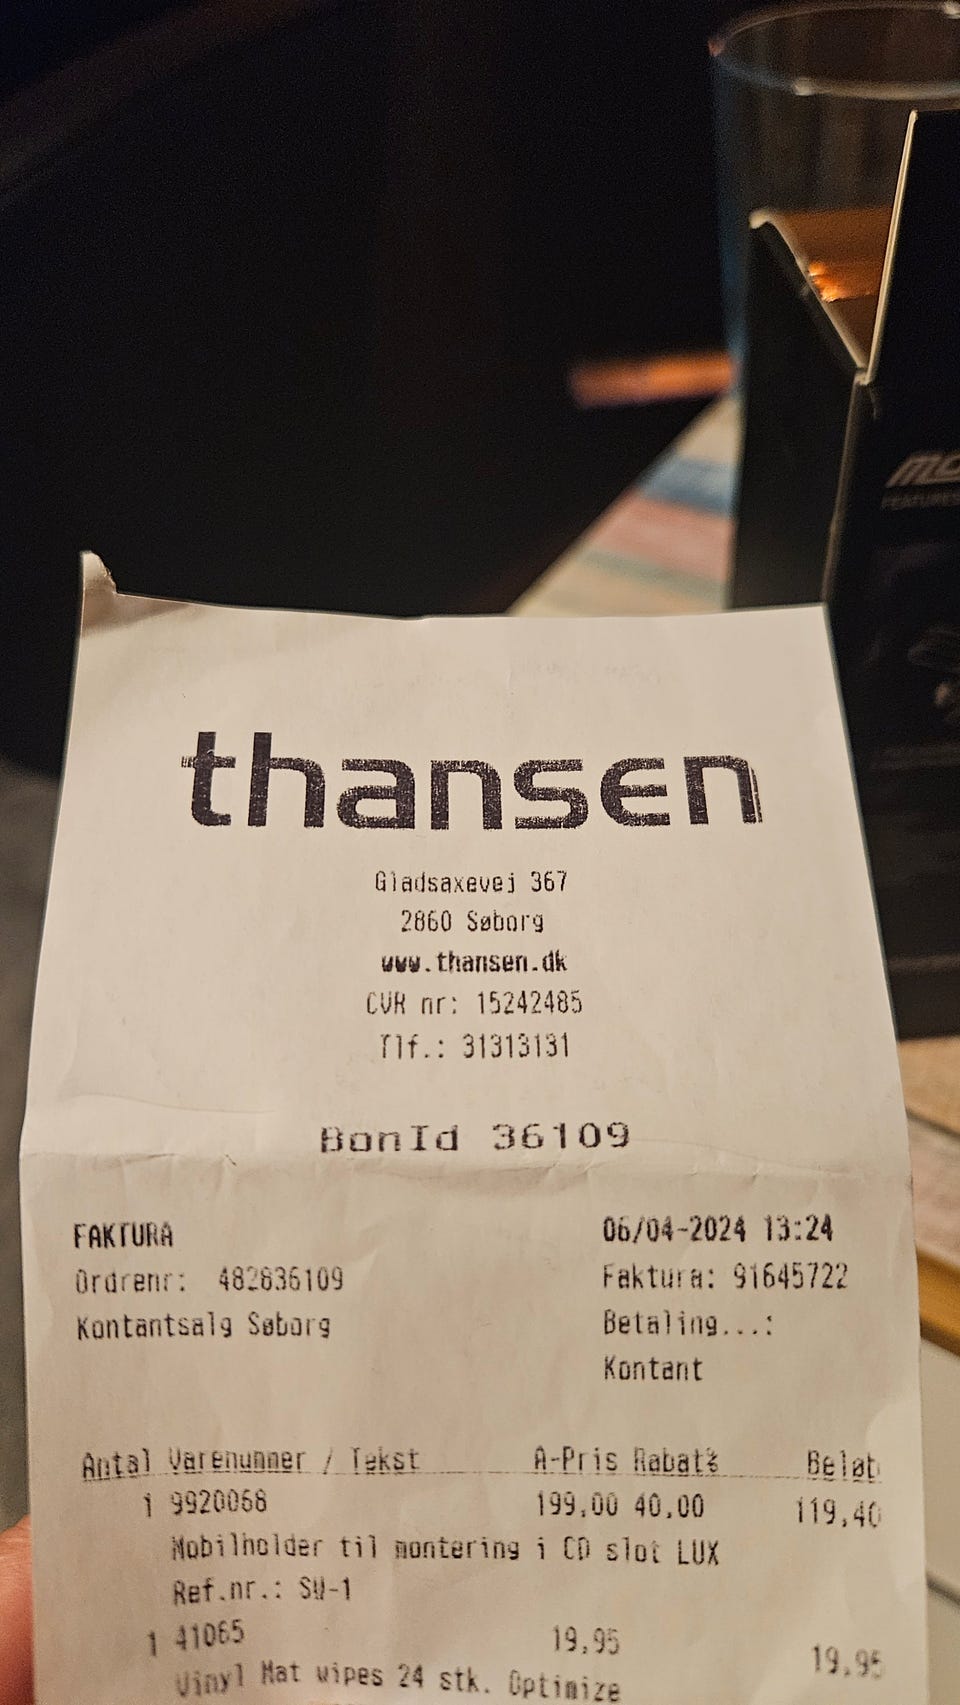 thansen
Gladsaxevej 367
2860 Søborg
www.thansen.dk
CVR nr: 15242485
Tlf.: 31313131
BonId 36109
FAKTURA 06/04-2024 13:24
Ordrenr: 482836109 Faktura: 91645722
Kontantsalg Søborg Betaling...:
Kontant
Antal Varenummer / Tekst A-Pris Rabat% Beløb
1 9920068 199,00 40,00 119,40
Mobilholder til montering i CD slot LUX
Ref.nr.: SW-1
1 41065 19,95 19,95
Vinyl Mat wipes 24 stk. Optimize
FEATURES